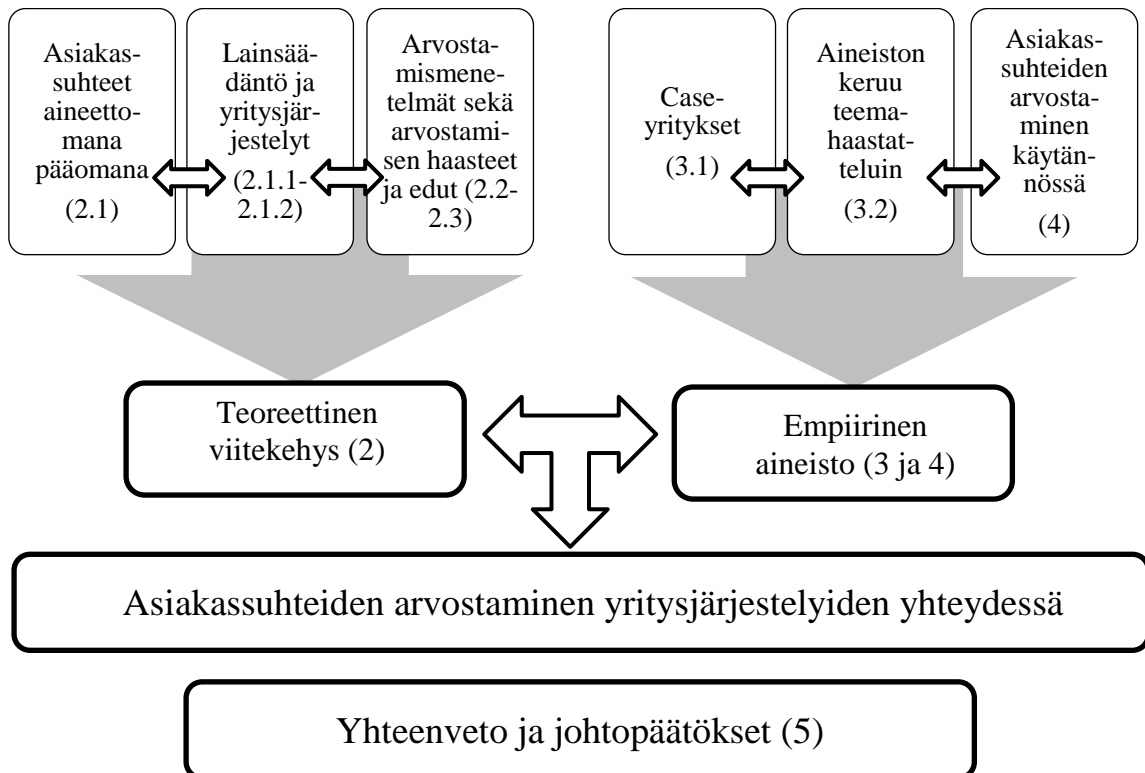 Asiakas-
suhteet
aineetto-
mana
pääomana
(2.1)
Lainsää-
däntö ja
yritysjär-
jestelyt
(2.1.1-
2.1.2)
Arvosta-
mismene-
telmät sekä
arvostami-
sen haasteet
ja edut (2.2-
2.3)
Case-
yritykset
(3.1)
Aineiston
keruu
teema-
haastat-
teluin
(3.2)
Asiakas-
suhteiden
arvosta-
minen
käytän-
nössä
(4)
Teoreettinen
viitekehys (2)
Empiirinen
aineisto (3 ja 4)
Asiakassuhteiden arvostaminen yritysjärjestelyiden yhteydessä
Yhteenveto ja johtopäätökset (5)